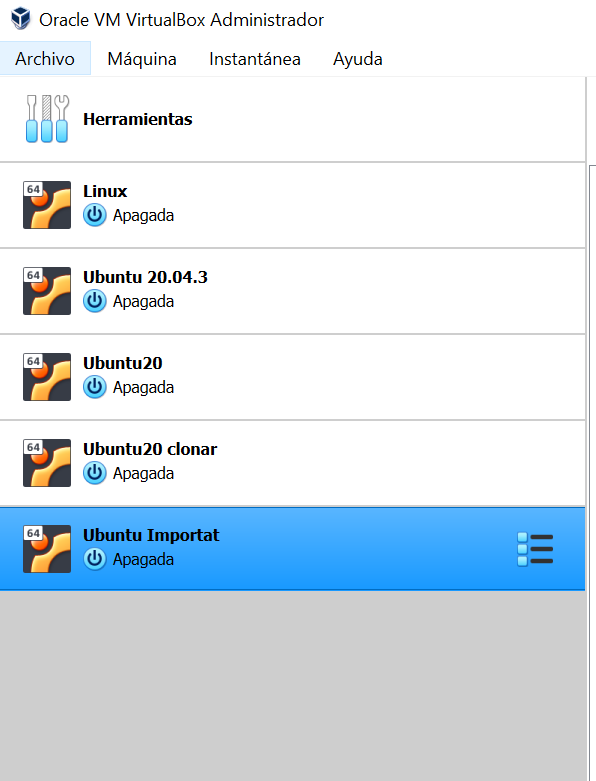 Oracle VM VirtualBox Administrador
Archivo Máquina Instantánea Ayuda
Herramientas
64
Linux
Apagada
64
Ubuntu 20.04.3
Apagada
64
Ubuntu20
Apagada
64
Ubuntu20 clonar
Apagada
64
Ubuntu Importat
Apagada